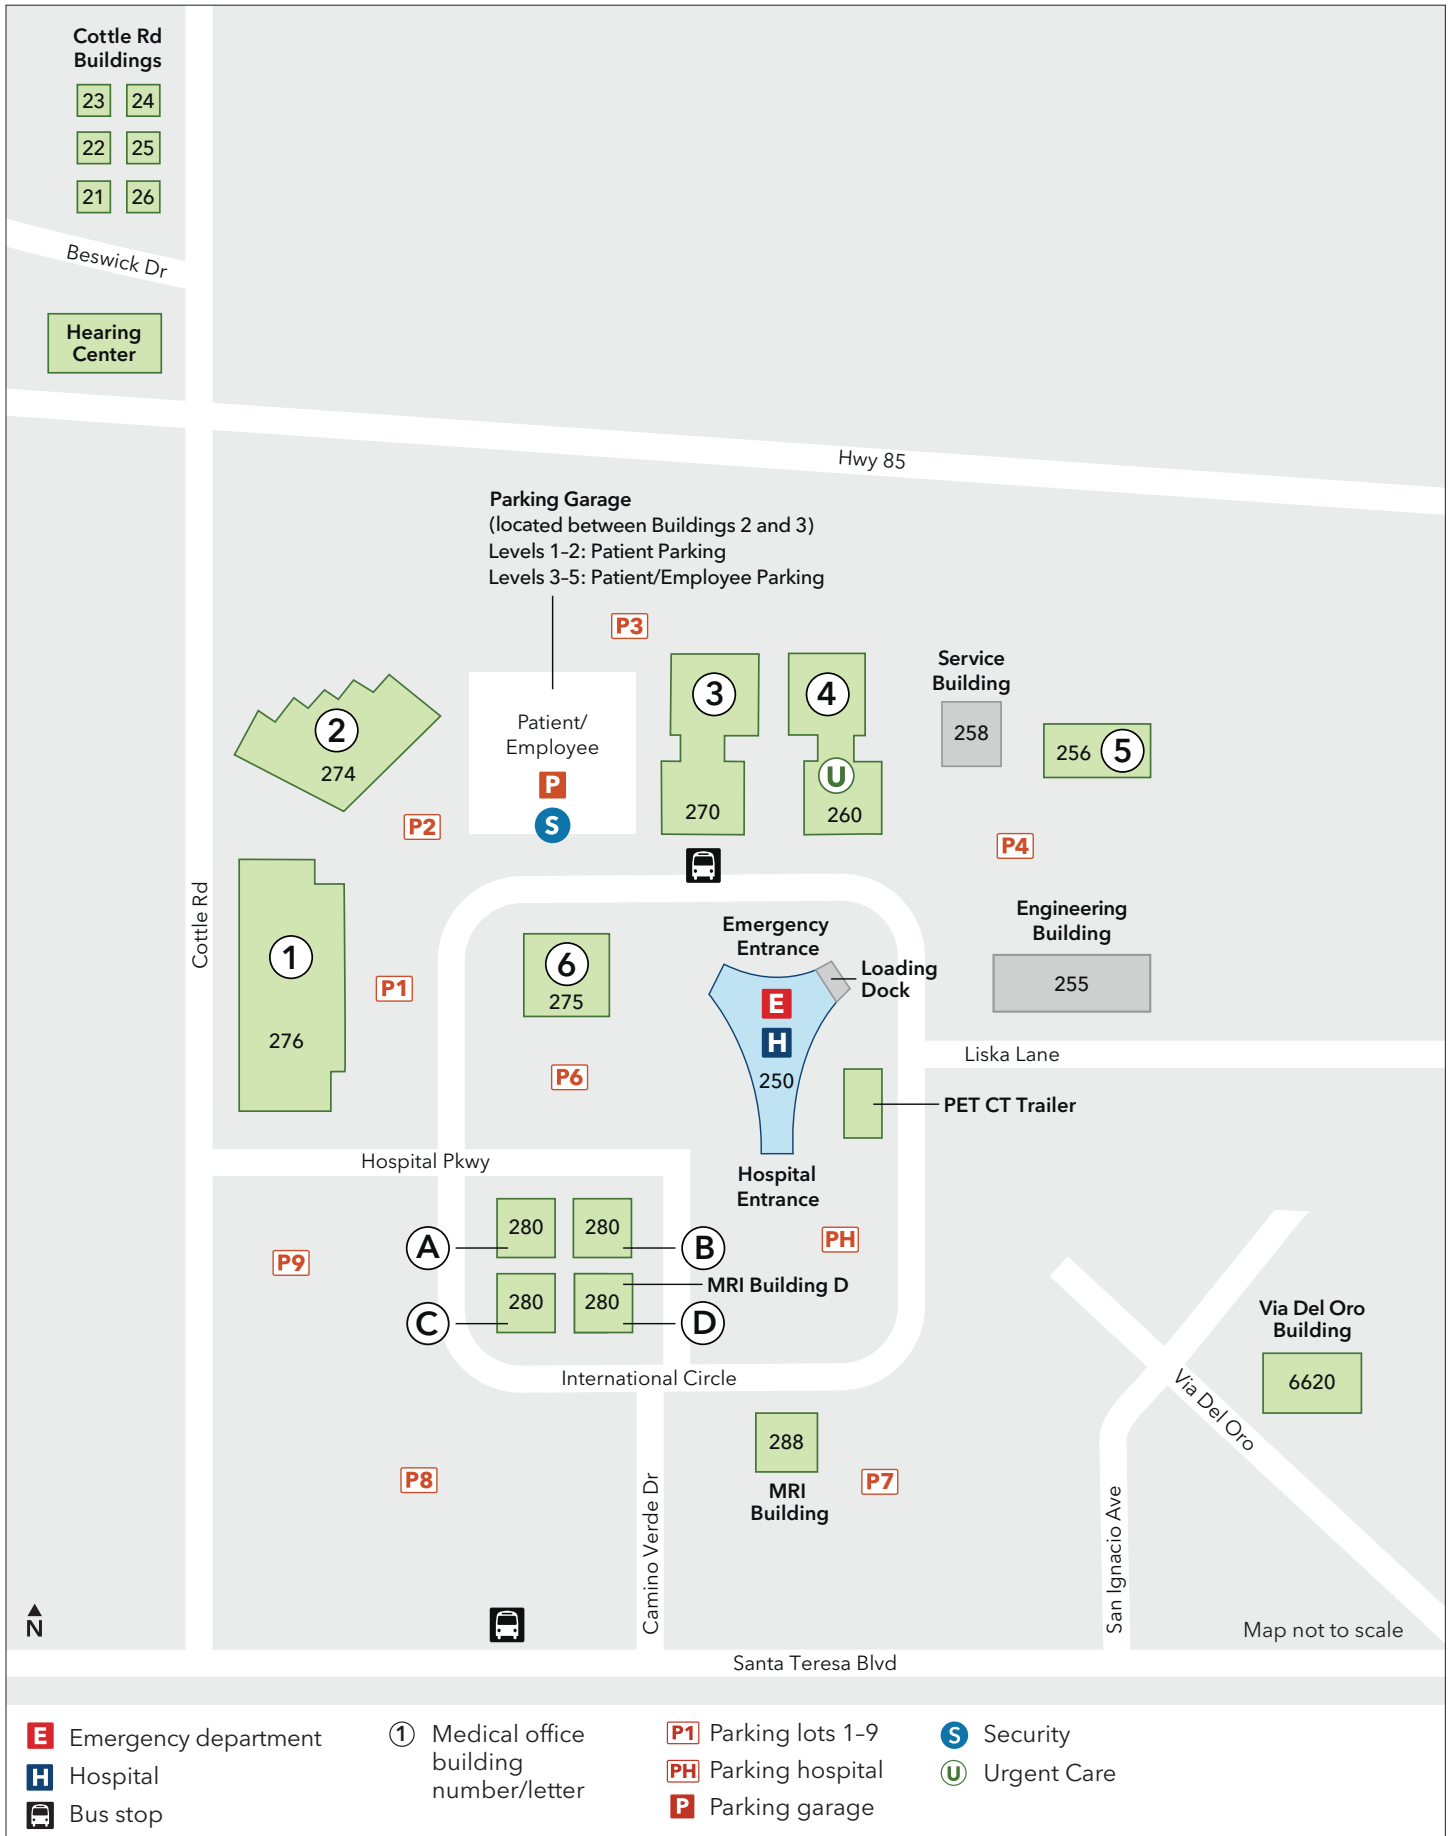 Cottle Rd
Buildings
23 24
22 25
21 26
Beswick Dr
Hearing
Center
Hwy 85
Parking Garage
(located between Buildings 2 and 3)
Levels 1–2: Patient Parking
Levels 3–5: Patient/Employee Parking
P3
2
274
Patient/
Employee
P
S
P2
3
270
4
U
260
Service
Building
258
256 5
P4
Cottle Rd
1
276
P1
6
275
P6
Emergency
Entrance
Loading
Dock
E
H
250
Engineering
Building
255
Liska Lane
PET CT Trailer
Hospital Pkwy
Hospital
Entrance
280 280
A B
PH
P9
MRI Building D
280 280
C D
International Circle
Via Del Oro
Building
6620
Via Del Oro
288
MRI
Building
P8
P7
Camino Verde Dr
San Ignacio Ave
N
Map not to scale
Santa Teresa Blvd
E Emergency department
H Hospital
Bus stop
1 Medical office
building
number/letter
P1 Parking lots 1–9
PH Parking hospital
P Parking garage
S Security
U Urgent Care